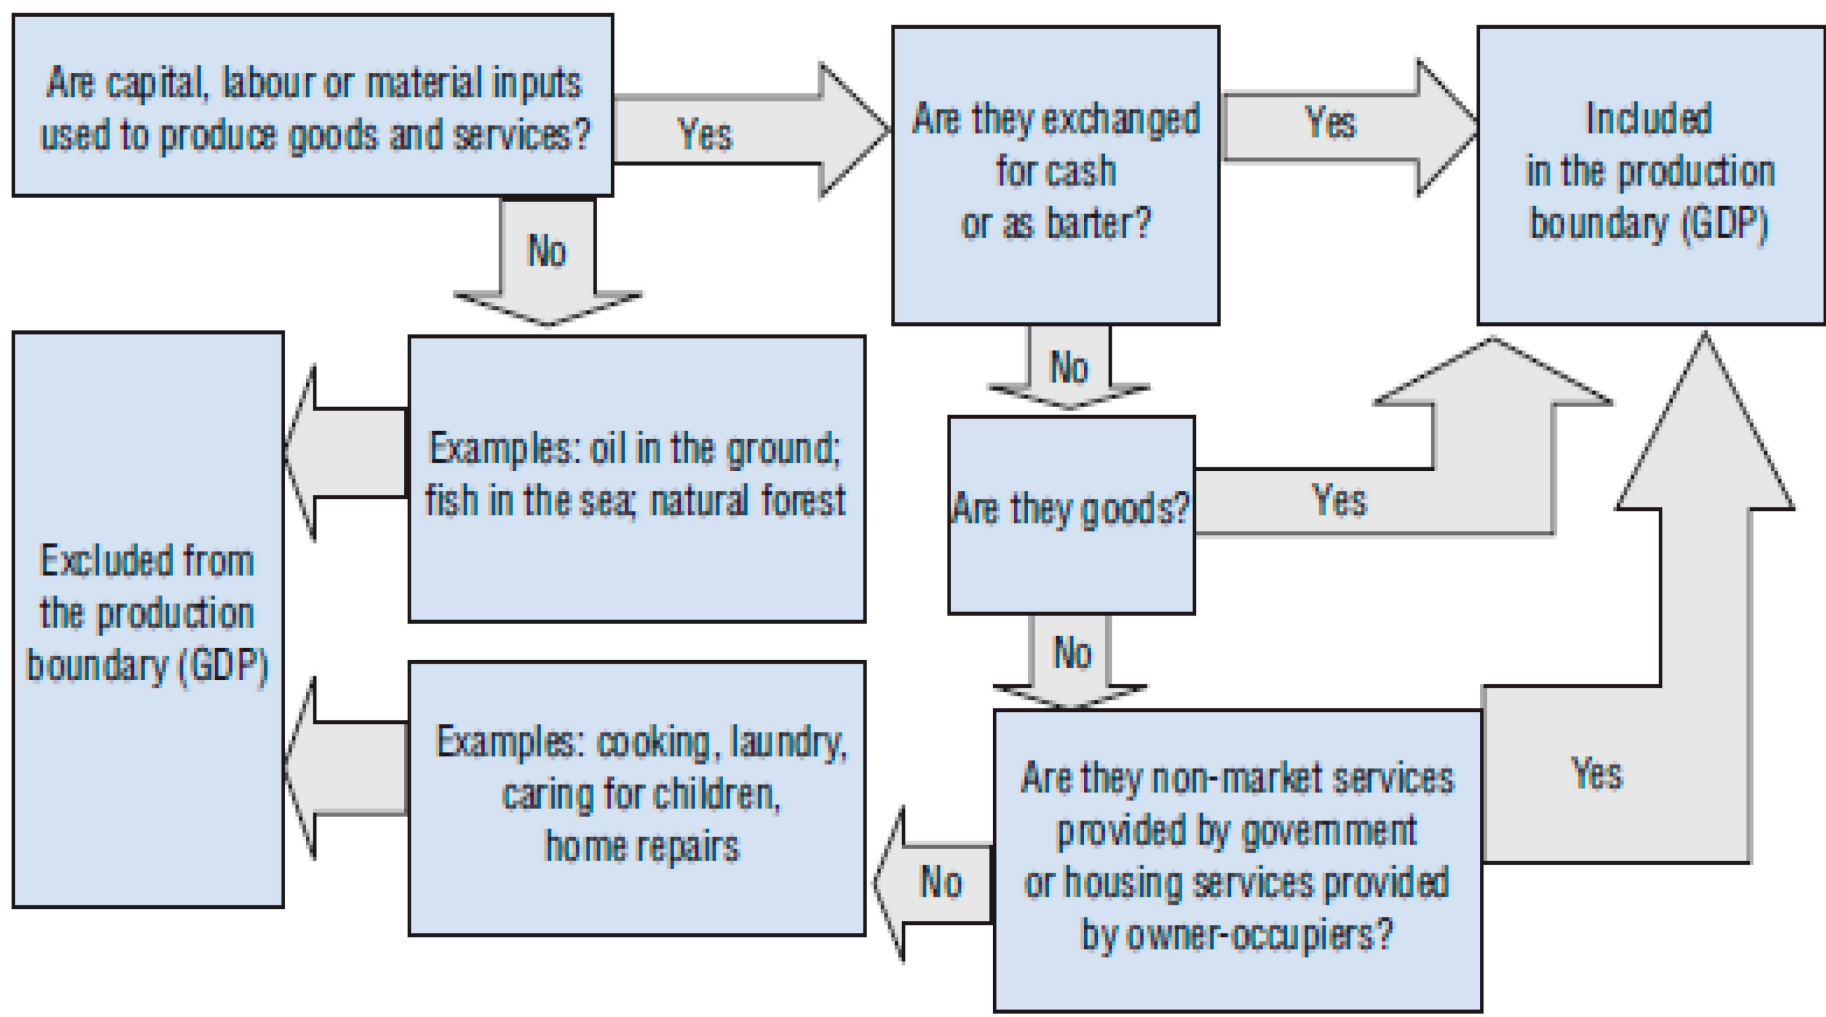 Are capital, labour or material inputs
used to produce goods and services?
Yes
Are they exchanged
for cash
or as barter?
Yes
Included
in the production
boundary (GDP)
No
No
Excluded from
the production
boundary (GDP)
Examples: oil in the ground;
fish in the sea; natural forest
Are they goods?
Yes
No
Examples: cooking, laundry,
caring for children,
home repairs
No
Are they non-market services
provided by government
or housing services provided
by owner-occupiers?
Yes